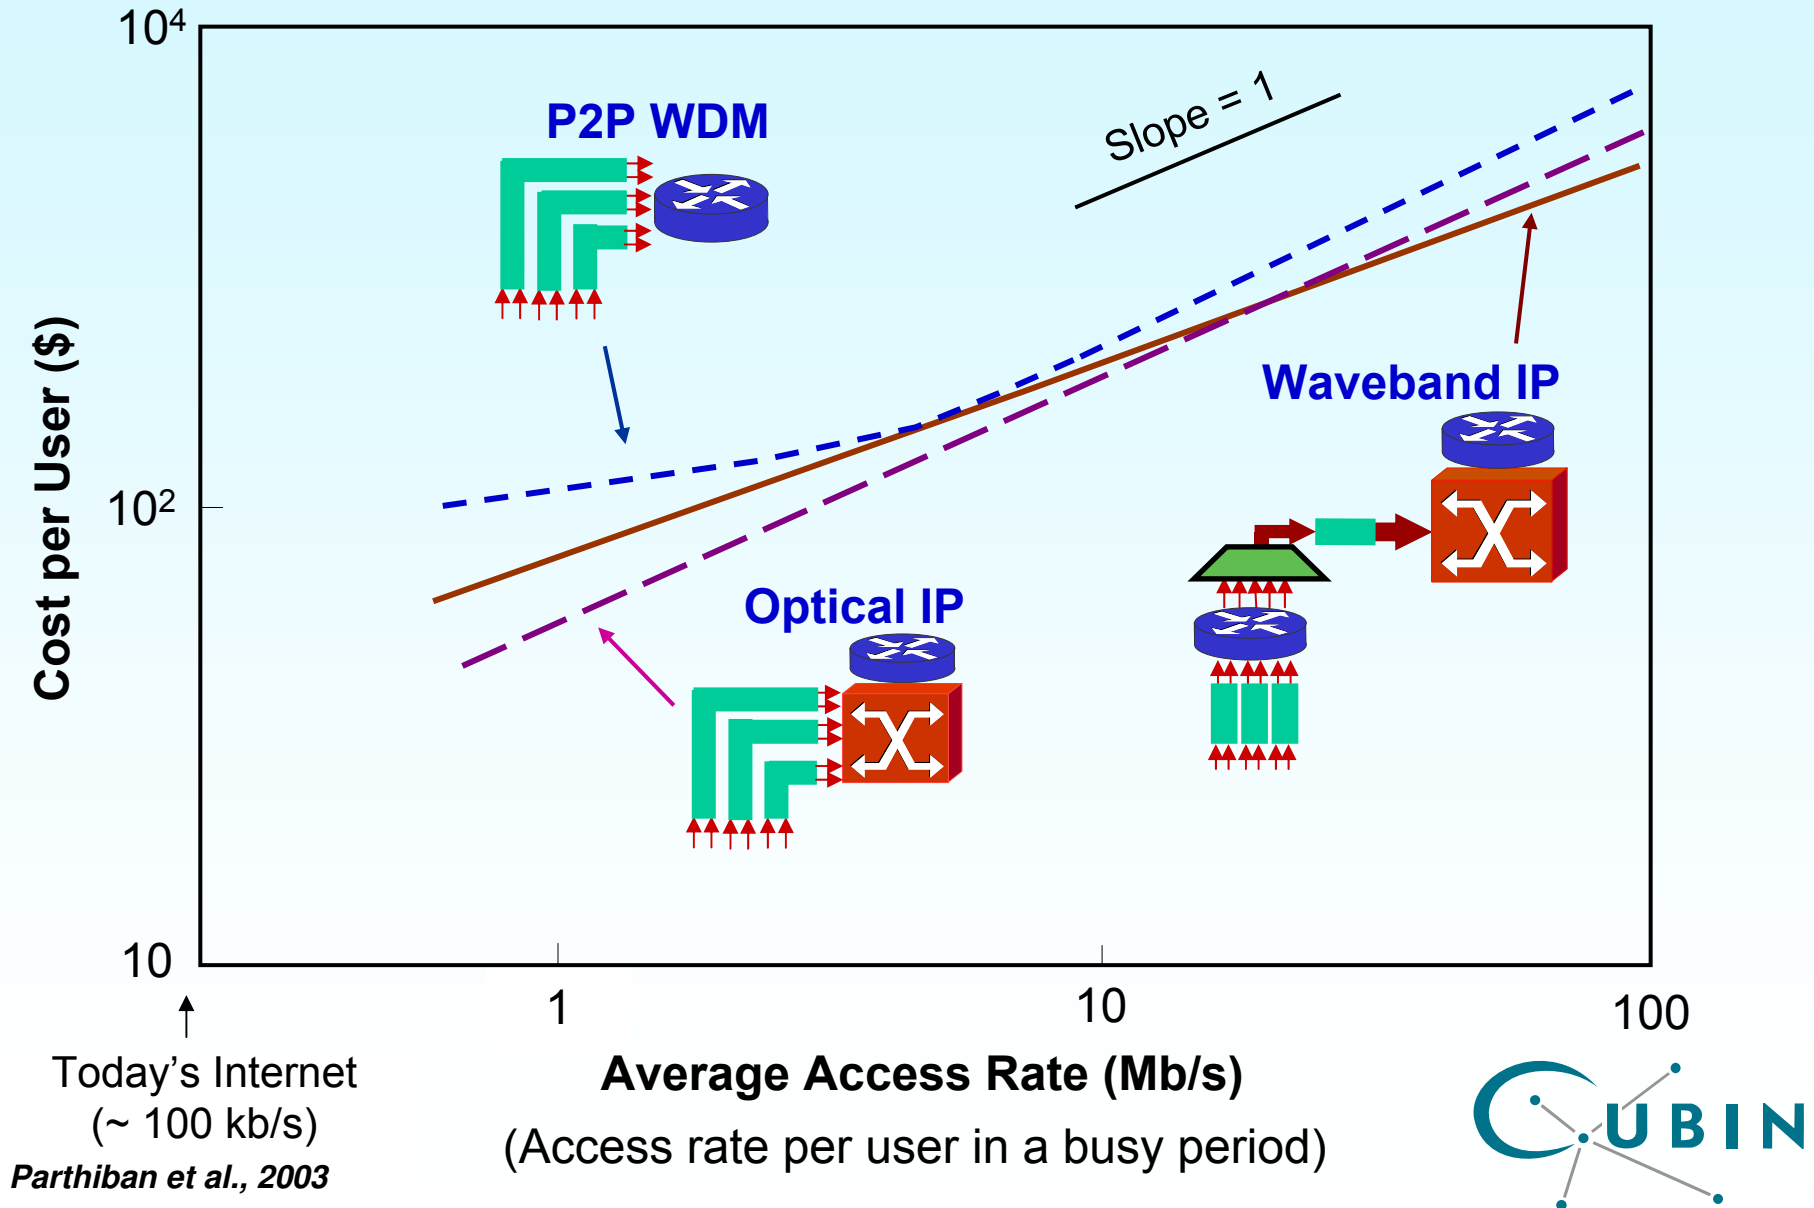 10⁴
P2P WDM
Slope = 1
Cost per User ($)
Waveband IP
10²
Optical IP
10
1
10
100
Today’s Internet
(~ 100 kb/s)
Average Access Rate (Mb/s)
(Access rate per user in a busy period)
Parthiban et al., 2003
CUBIN